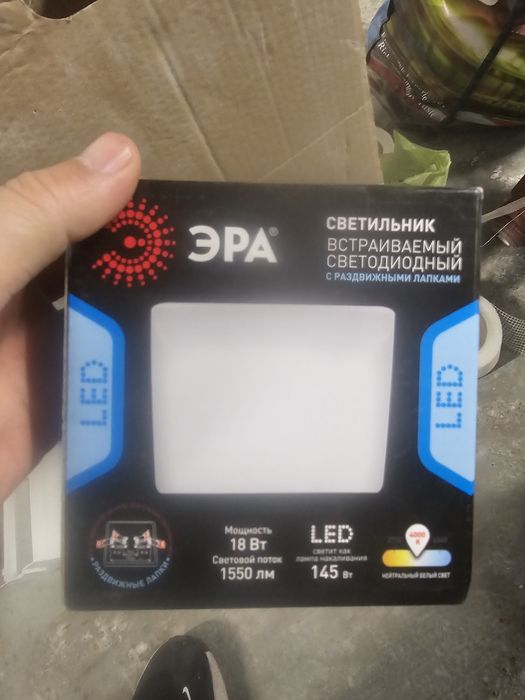 ЭРА®
СВЕТИЛЬНИК
ВСТРАИВАЕМЫЙ
СВЕТОДИОДНЫЙ
С РАЗДВИЖНЫМИ ЛАПКАМИ
LED
LED
РАЗДВИЖНЫЕ ЛАПКИ
Мощность
18 Вт
Световой поток
1550 лм
LED
светит как
лампа накаливания
145 Вт
4000
К
НЕЙТРАЛЬНЫЙ БЕЛЫЙ СВЕТ